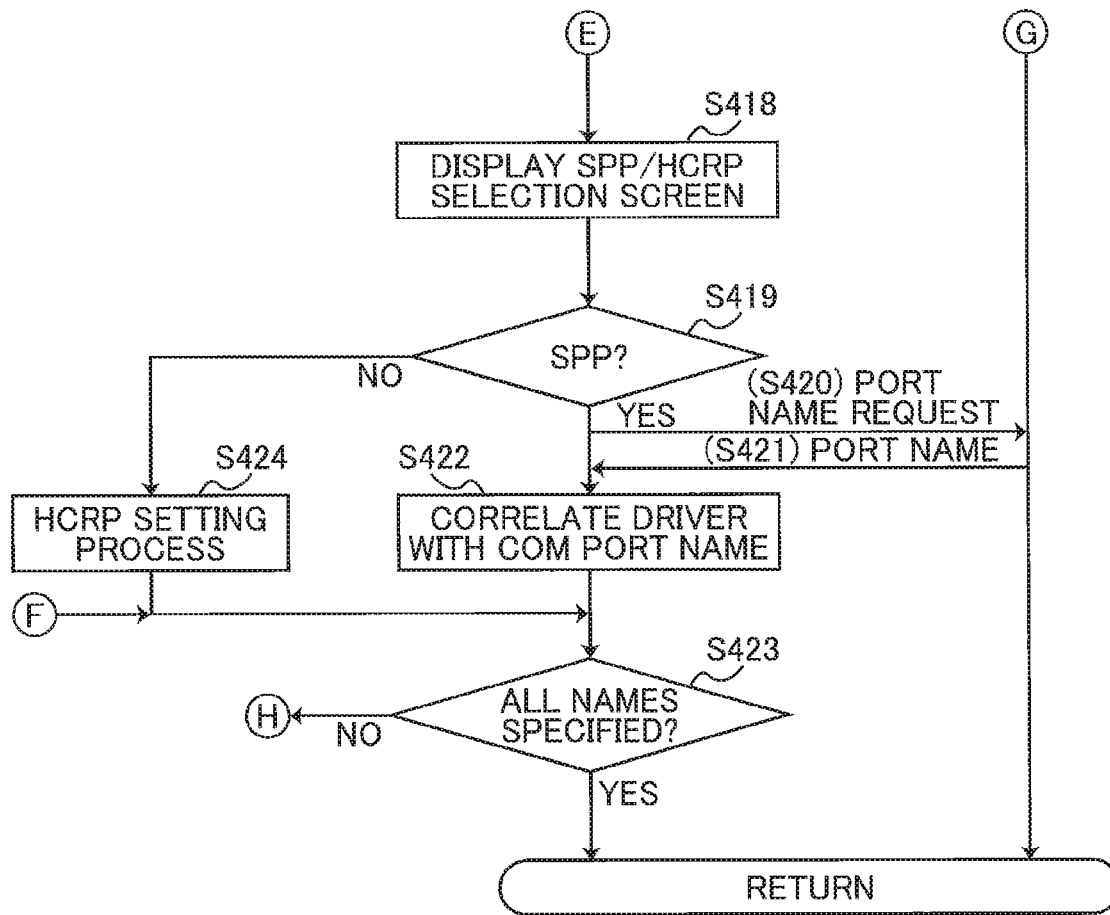 E
G
S418
DISPLAY SPP/HCRP
SELECTION SCREEN
S419
SPP?
NO
YES
(S420) PORT
NAME REQUEST
(S421) PORT NAME
S424
HCRP SETTING
PROCESS
S422
CORRELATE DRIVER
WITH COM PORT NAME
F
S423
ALL NAMES
SPECIFIED?
H
NO
YES
RETURN